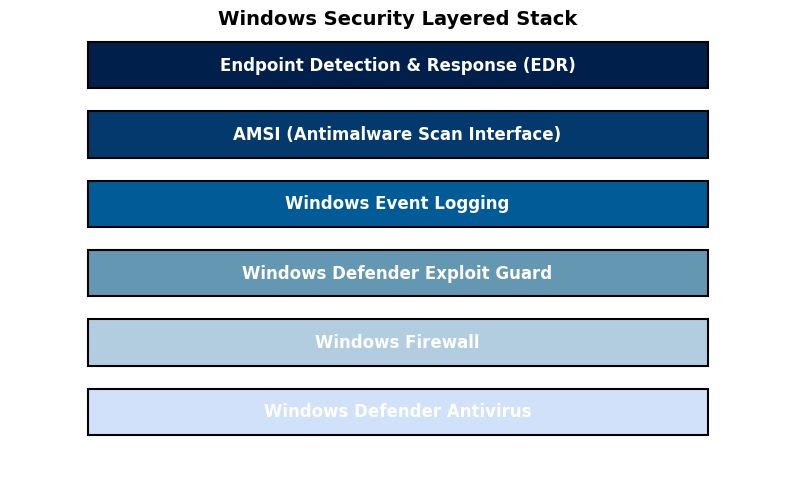 Windows Security Layered Stack
Endpoint Detection & Response (EDR)
AMSI (Antimalware Scan Interface)
Windows Event Logging
Windows Defender Exploit Guard
Windows Firewall
Windows Defender Antivirus